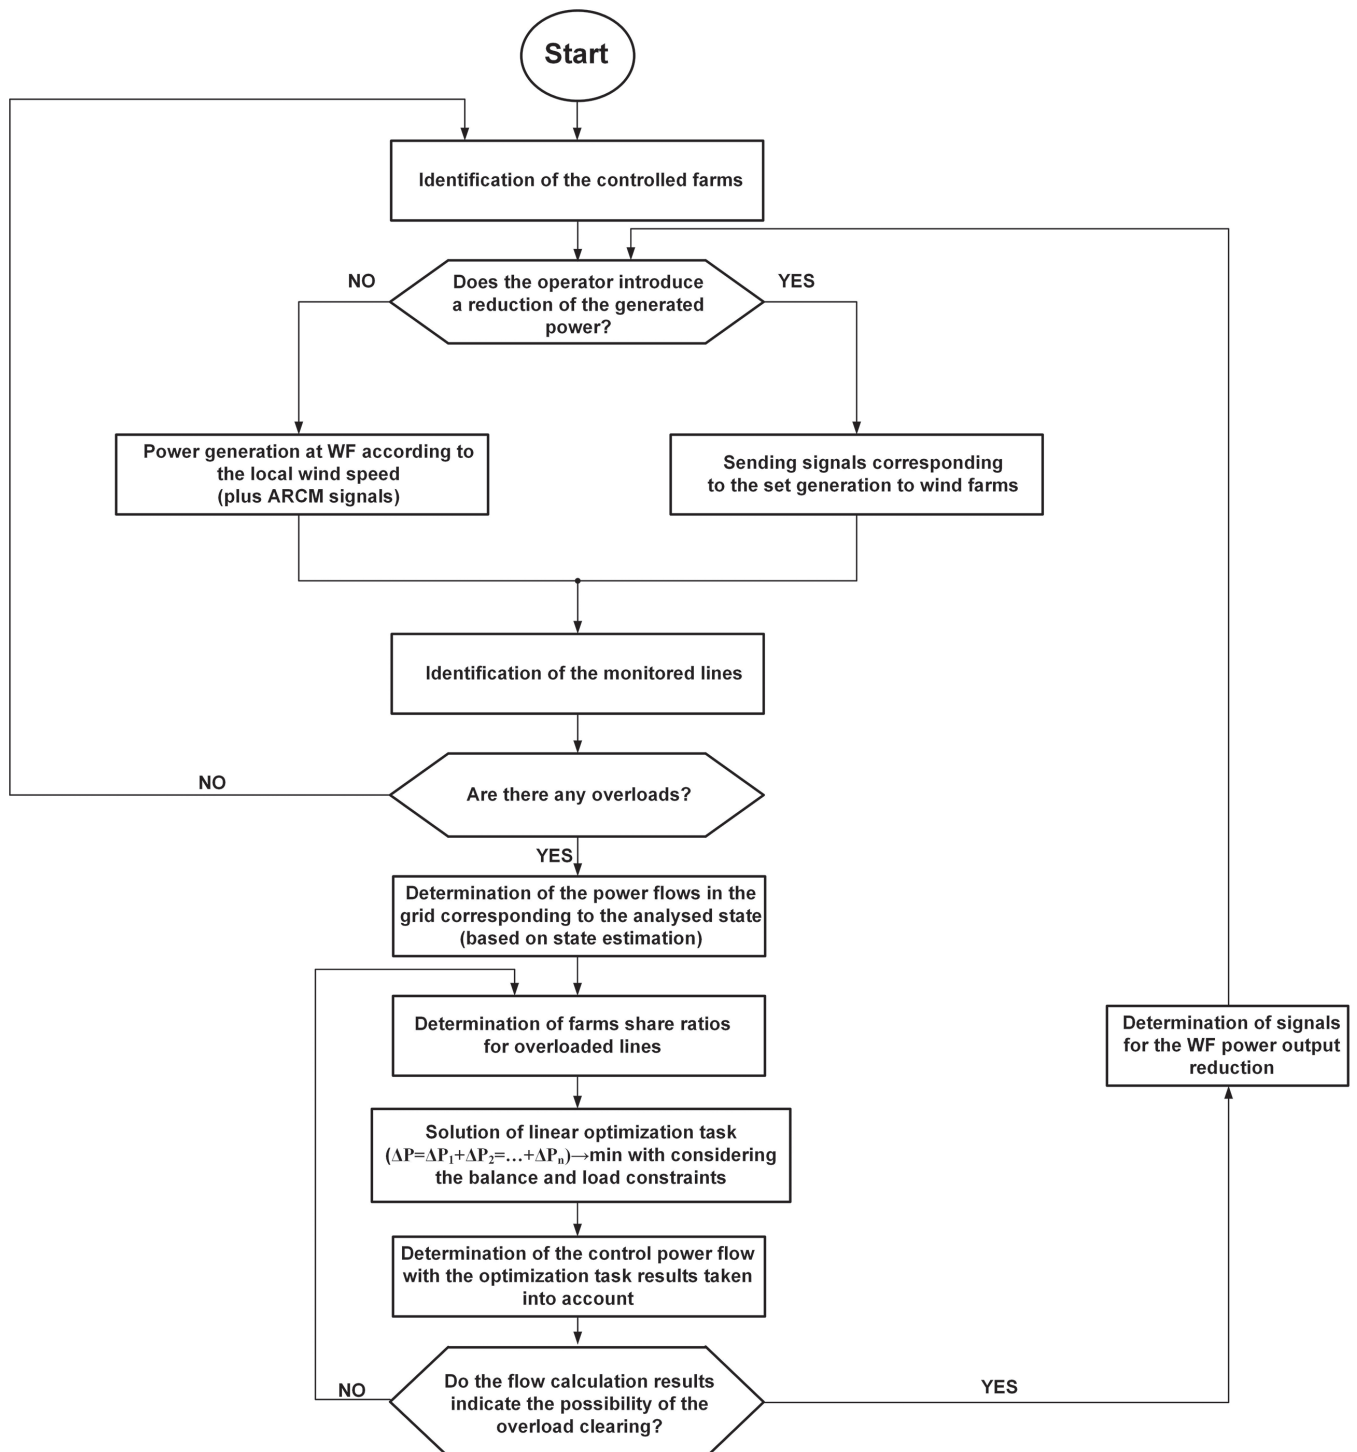 Start
Identification of the controlled farms
NO
Does the operator introduce
a reduction of the generated
power?
YES
Power generation at WF according to
the local wind speed
(plus ARCM signals)
Sending signals corresponding
to the set generation to wind farms
Identification of the monitored lines
NO
Are there any overloads?
YES
Determination of the power flows in the
grid corresponding to the analysed state
(based on state estimation)
Determination of farms share ratios
for overloaded lines
Determination of signals
for the WF power output
reduction
Solution of linear optimization task
(ΔP=ΔP₁+ΔP₂=…+ΔPₙ)→min with considering
the balance and load constraints
Determination of the control power flow
with the optimization task results taken
into account
NO
Do the flow calculation results
indicate the possibility of the
overload clearing?
YES